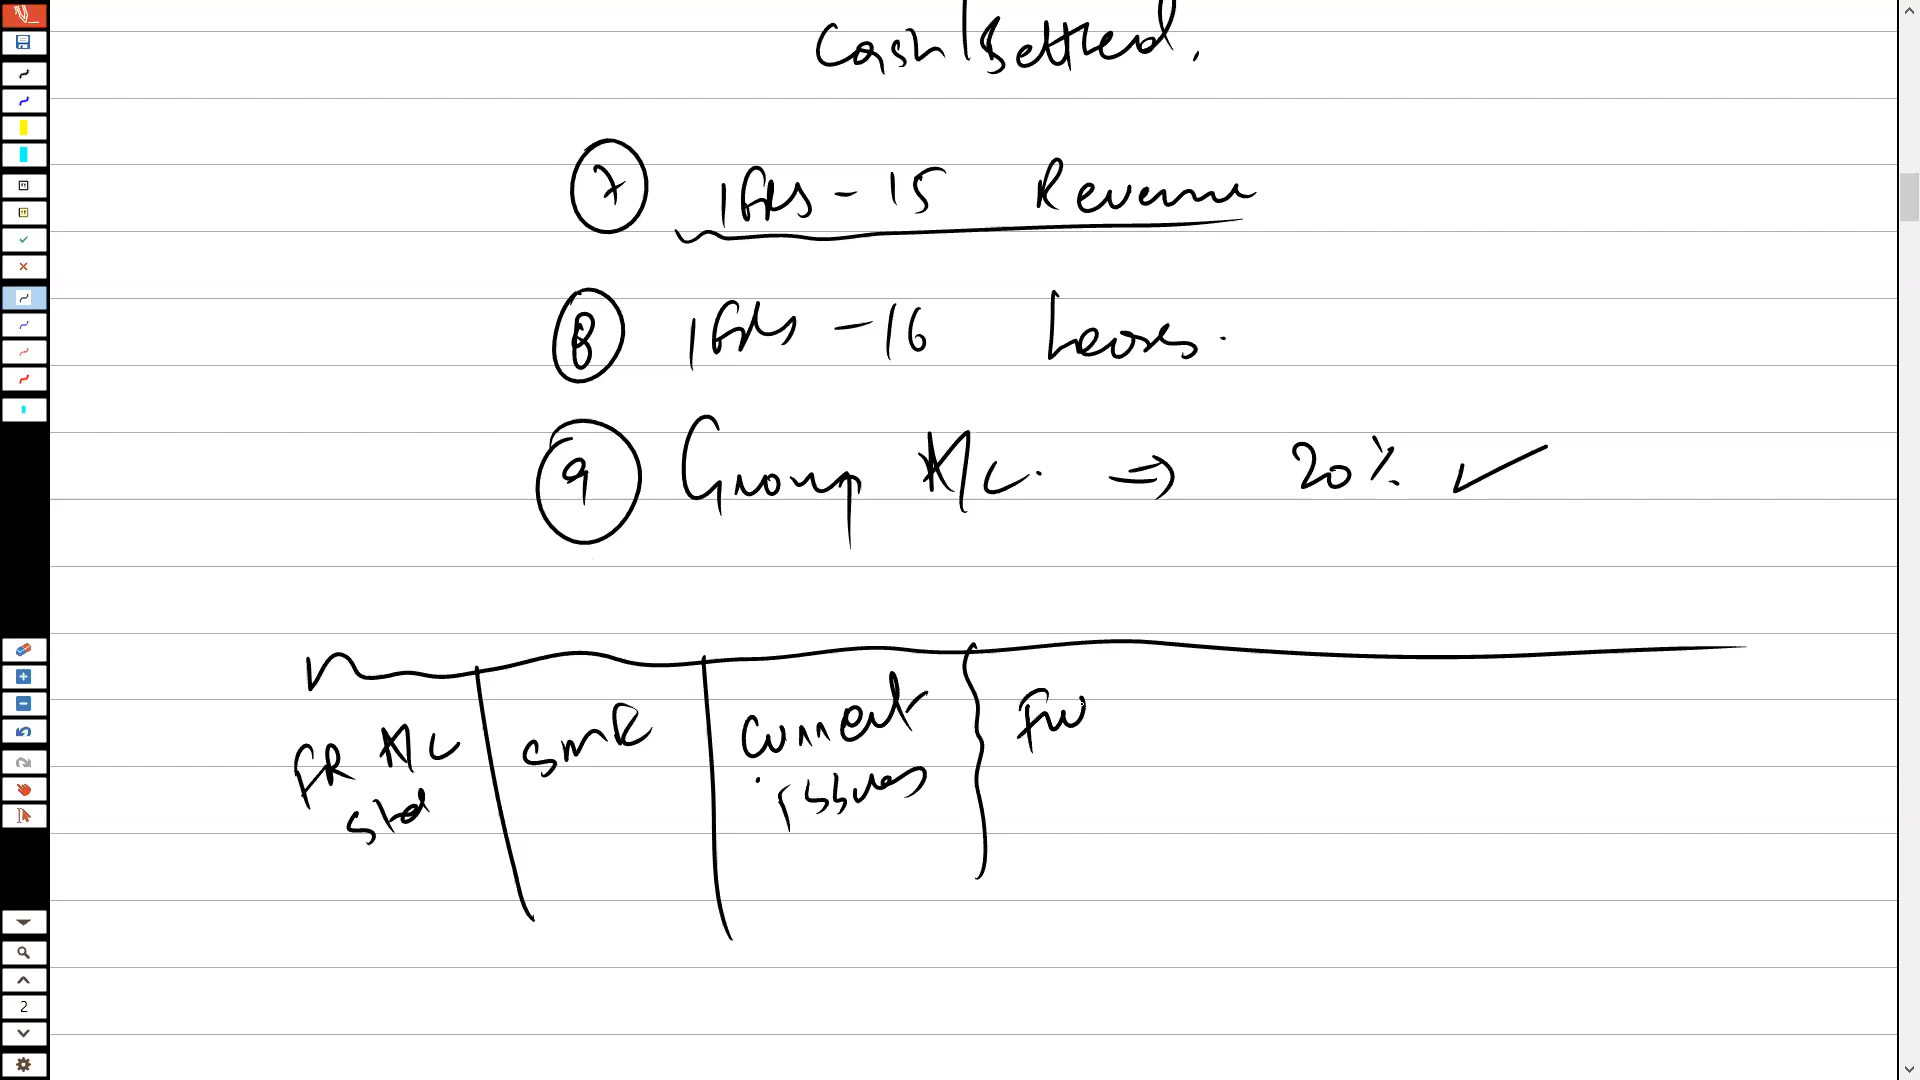 Cash Settled.
7 IFRS - 15 Revenue
8 IFRS - 16 Leases.
9 Group A/C. ⇒ 20% ✓
FR A/C Std
SMR
Current issues
FW
2